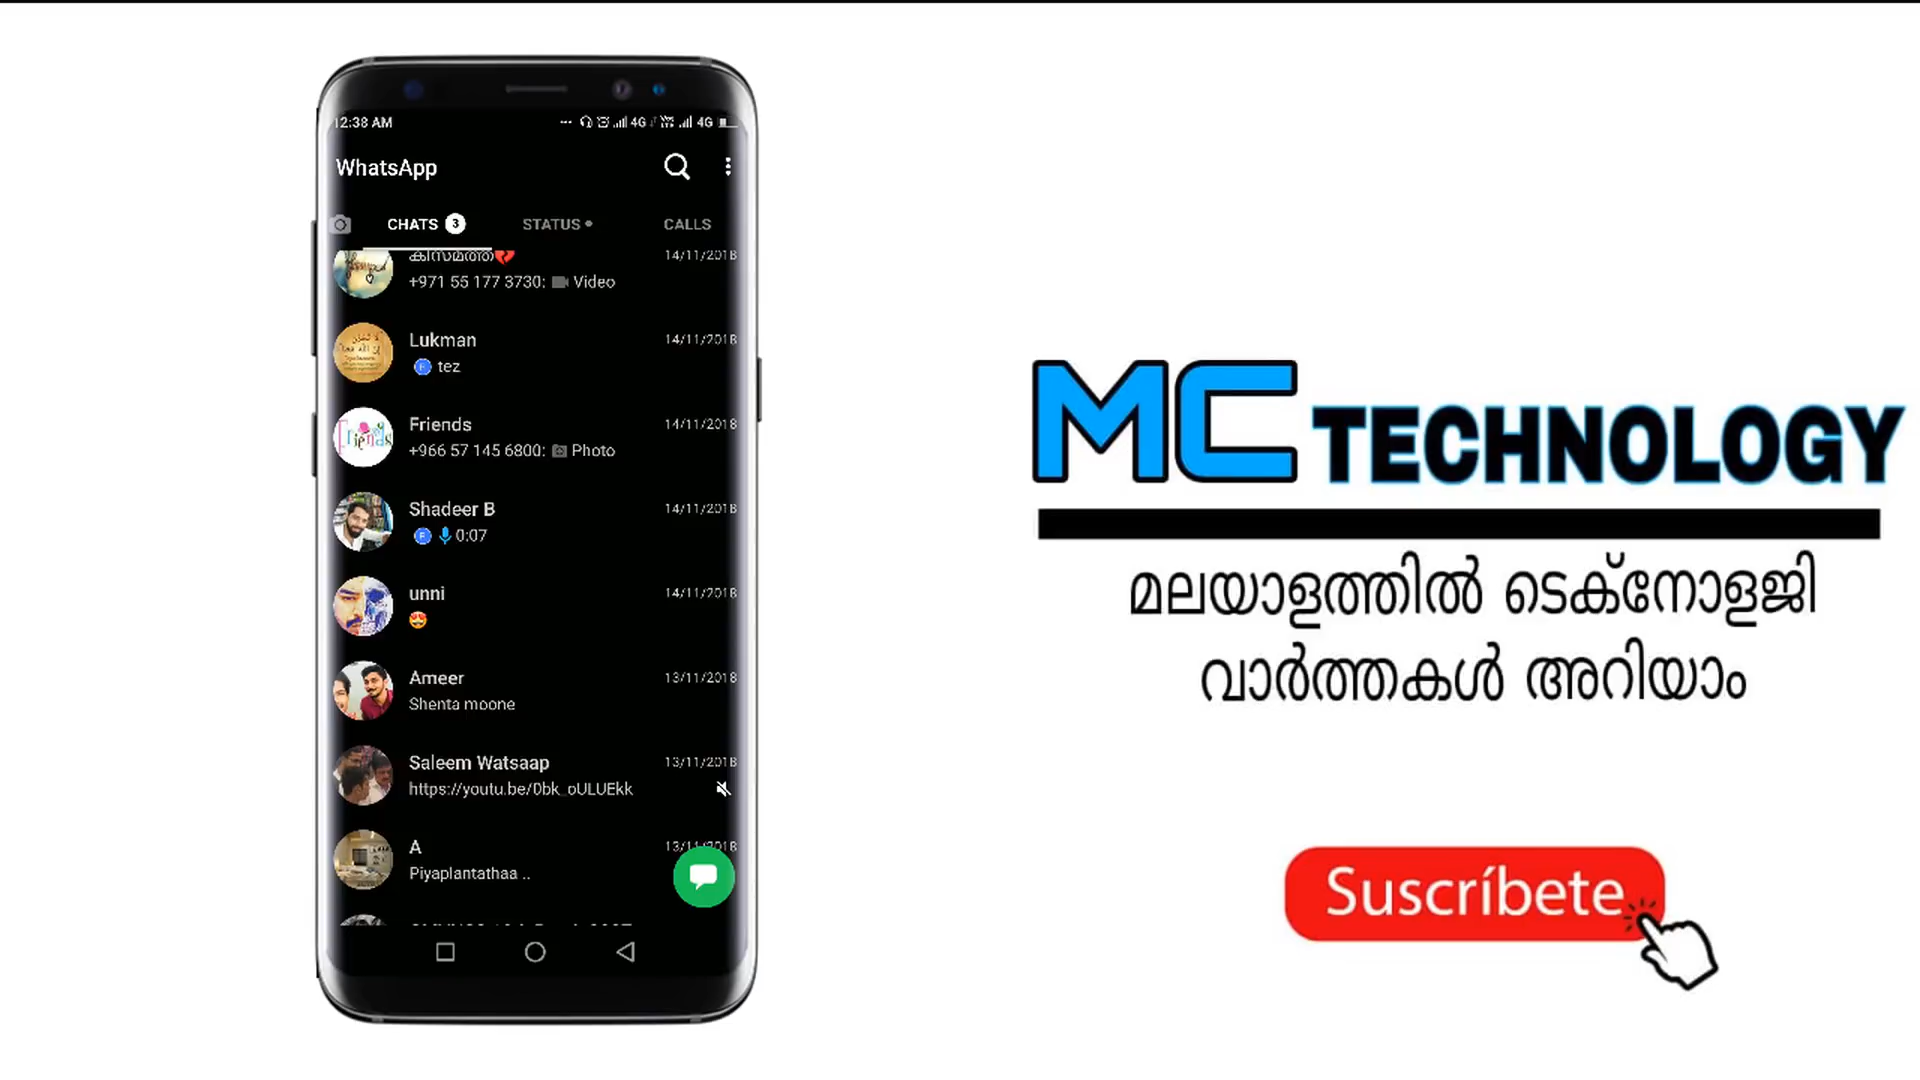 12:38 AM
4G 4G
WhatsApp
CHATS 3 STATUS CALLS
14/11/2018
+971 55 177 3730: Video
Lukman 14/11/2018
tez
Friends 14/11/2018
+966 57 145 6800: Photo
Shadeer B 14/11/2018
0:07
unni 14/11/2018
Ameer 13/11/2018
Shenta moone
Saleem Watsaap 13/11/2018
https://youtu.be/0bk_oULUEkk
A 13/11/2018
Piyaplantathaa ..
MC TECHNOLOGY
മലയാളത്തിൽ ടെക്നോളജി
വാർത്തകൾ അറിയാം
Suscríbete